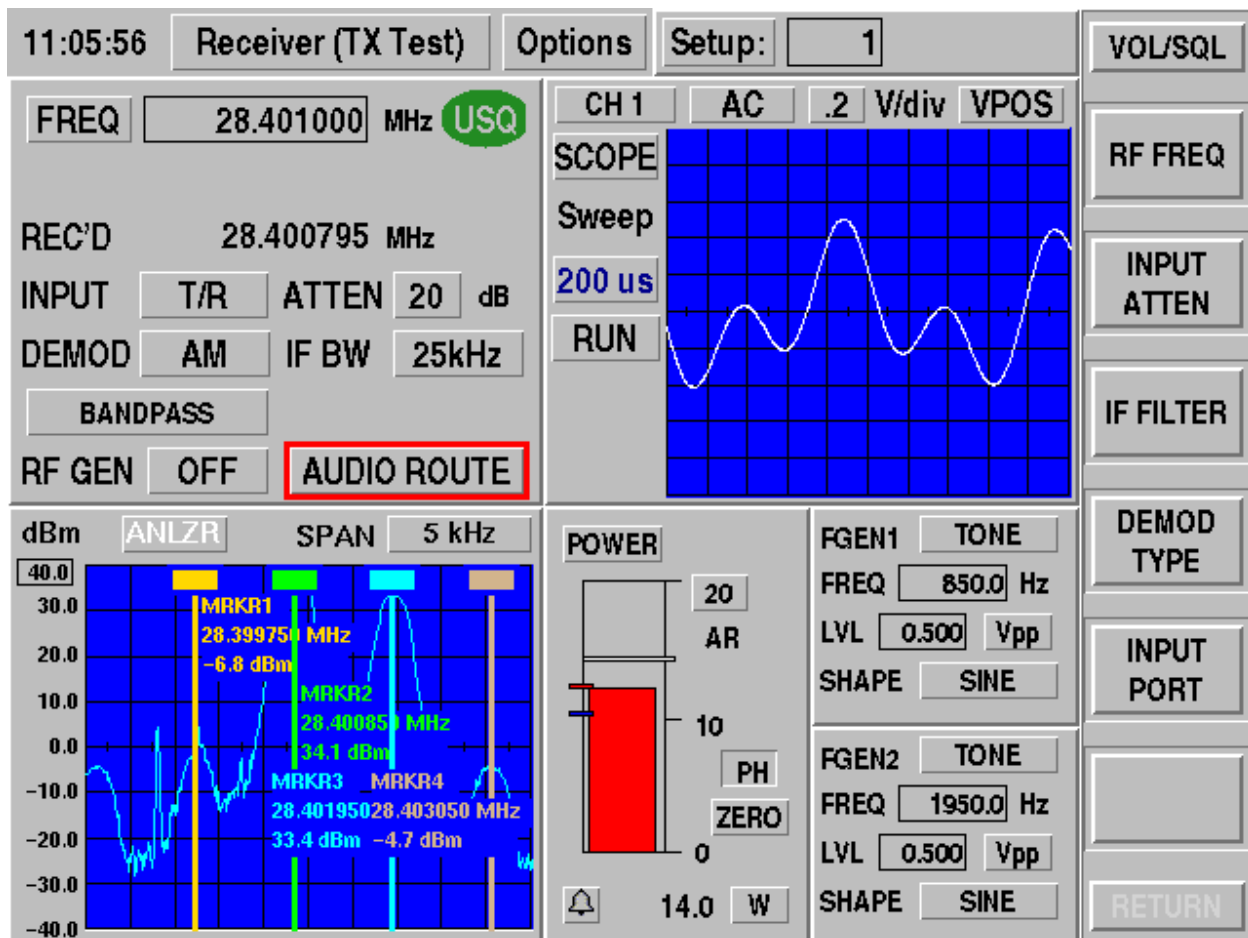 11:05:56 Receiver (TX Test) Options Setup: 1
FREQ 28.401000 MHz USQ
REC'D 28.400795 MHz
INPUT T/R ATTEN 20 dB
DEMOD AM IF BW 25kHz
BANDPASS
RF GEN OFF AUDIO ROUTE
CH 1 AC .2 V/div VPOS
SCOPE
Sweep
200 us
RUN
dBm ANLZR SPAN 5 kHz
40.0
30.0
20.0
10.0
0.0
-10.0
-20.0
-30.0
-40.0
MRKR1
28.399750 MHz
-6.8 dBm
MRKR2
28.400850 MHz
34.1 dBm
MRKR3
28.401950
33.4 dBm
MRKR4
28.403050 MHz
-4.7 dBm
POWER
20
AR
10
PH
ZERO
0
14.0 W
FGEN1 TONE
FREQ 850.0 Hz
LVL 0.500 Vpp
SHAPE SINE
FGEN2 TONE
FREQ 1950.0 Hz
LVL 0.500 Vpp
SHAPE SINE
VOL/SQL
RF FREQ
INPUT
ATTEN
IF FILTER
DEMOD
TYPE
INPUT
PORT
RETURN